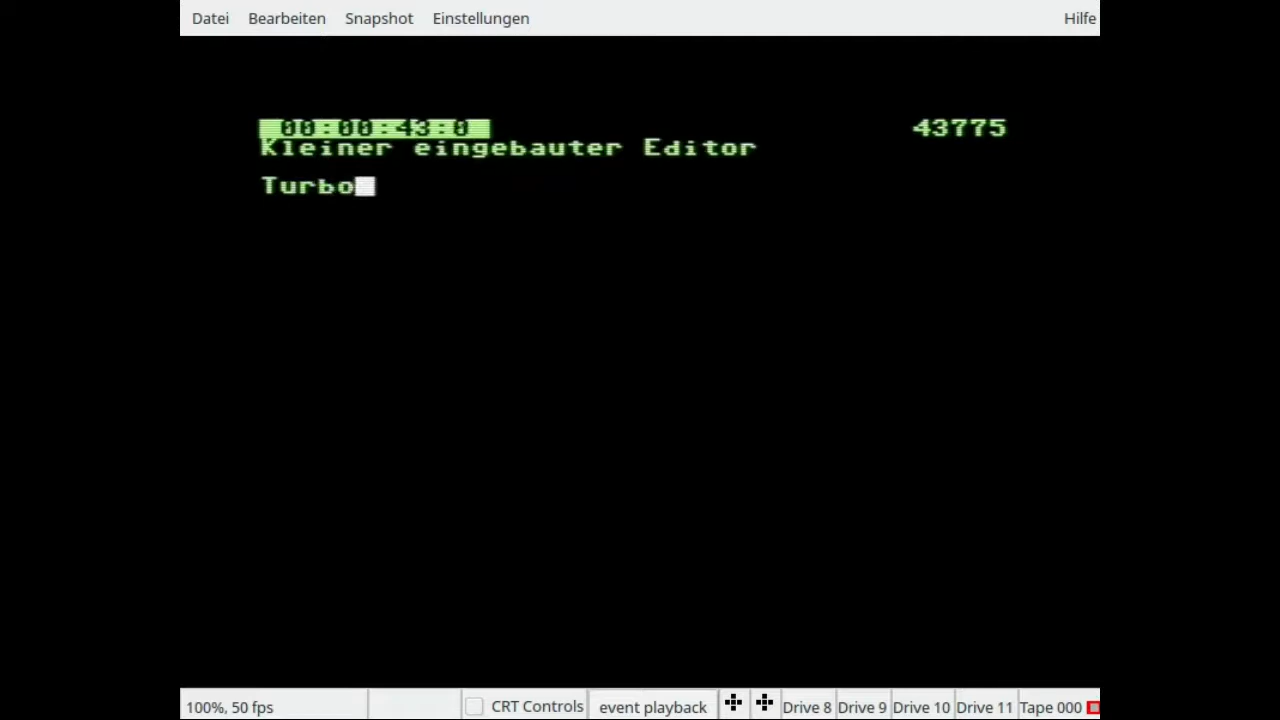 Datei Bearbeiten Snapshot Einstellungen Hilfe
00:00:43:0 43775
Kleiner eingebauter Editor
Turbo
100%, 50 fps CRT Controls event playback Drive 8 Drive 9 Drive 10 Drive 11 Tape 000